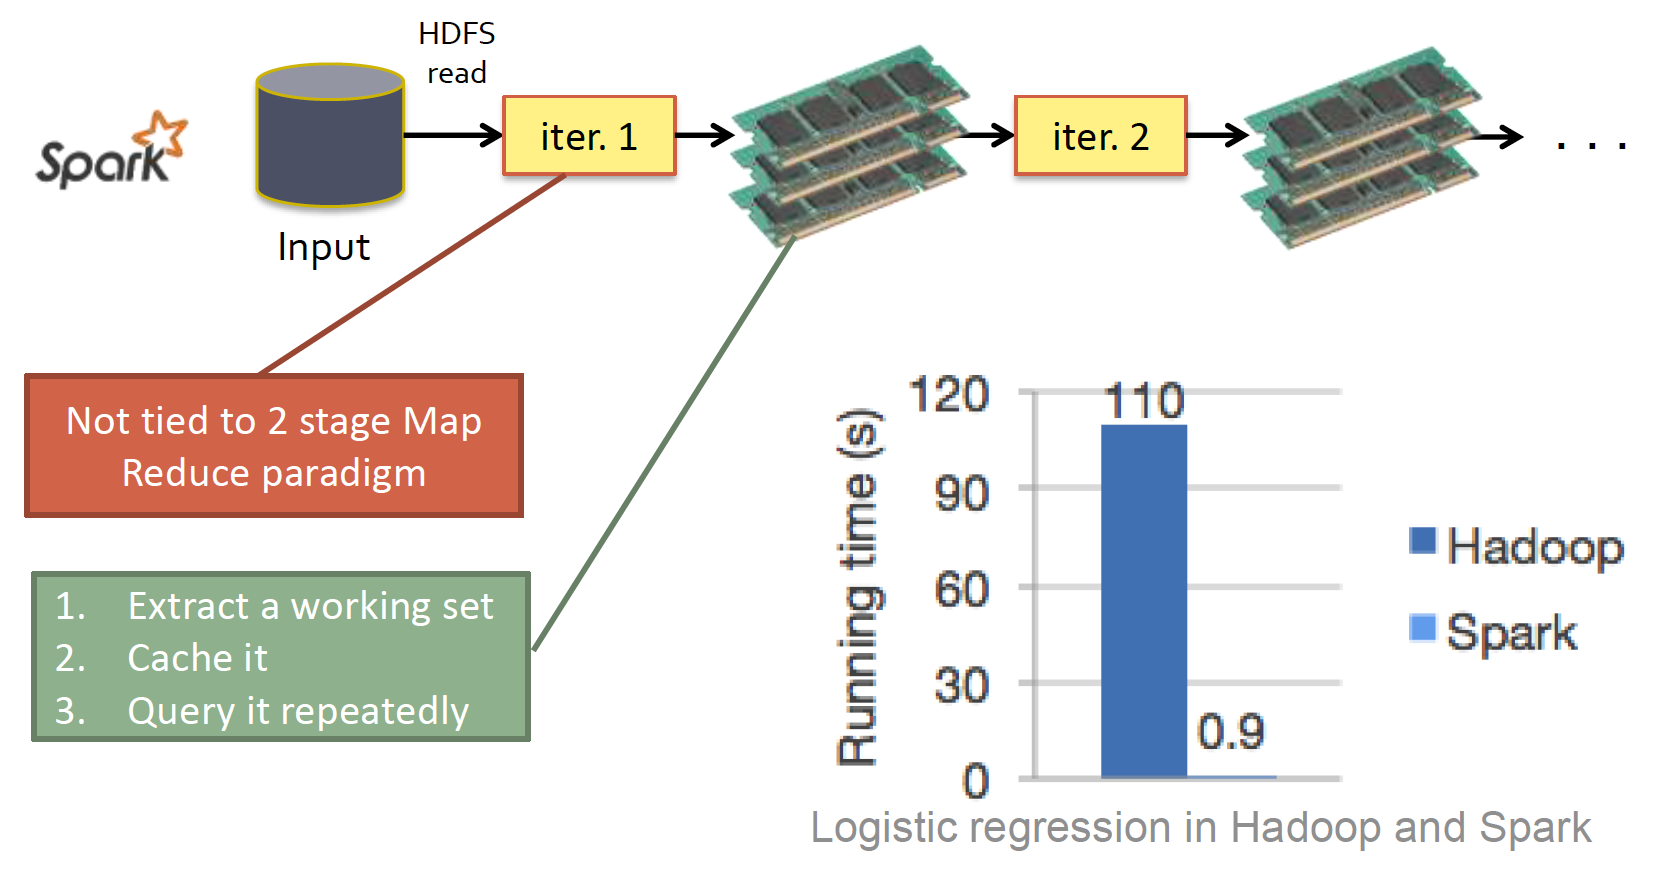 HDFS
read
Spark
iter. 1
iter. 2
. . .
Input
Not tied to 2 stage Map
Reduce paradigm
1. Extract a working set
2. Cache it
3. Query it repeatedly
Running time (s)
120
90
60
30
0
110
0.9
Hadoop
Spark
Logistic regression in Hadoop and Spark